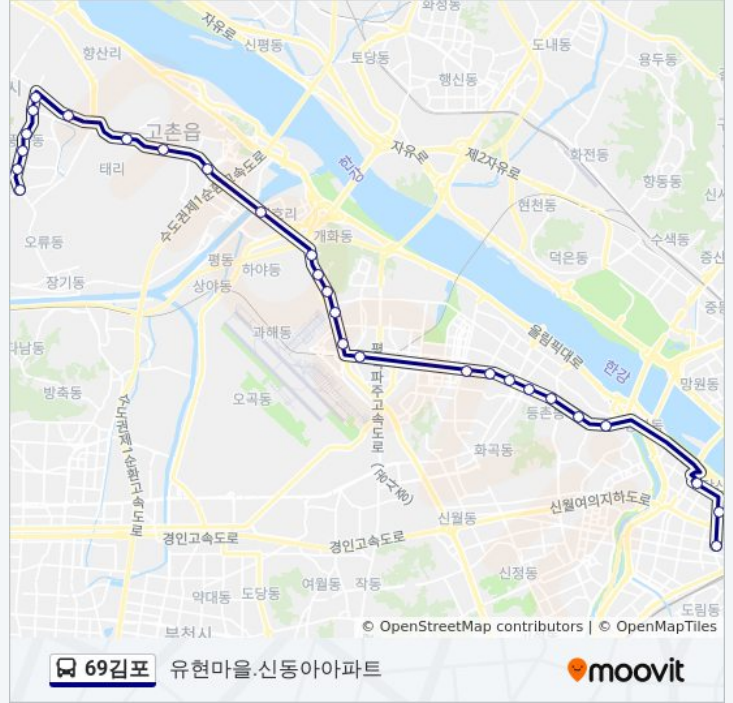 화정동
자유로
신평동
도내동
향산리
토당동
용두동
행신동
시
고촌읍
한강
자유로
제2자유로
화전동
태리
향동동
수도권제1순환고속도로
현천동
신사
개화동
수색동
오류동
평동
하야동
덕은동
증산
장기동
상야동
중동
과해동
올림픽대로
다남동
한강
망원동
방축동
오곡동
등촌동
수도권제1순환고속도로
화곡동
신월여의지하도로
신월동
경인고속도로
경인고속도로
신정동
여월동
작동
약대동
도당동
도림동
부천시
© OpenStreetMap contributors | © OpenMapTiles
69김포
유현마을.신동아아파트
moovit